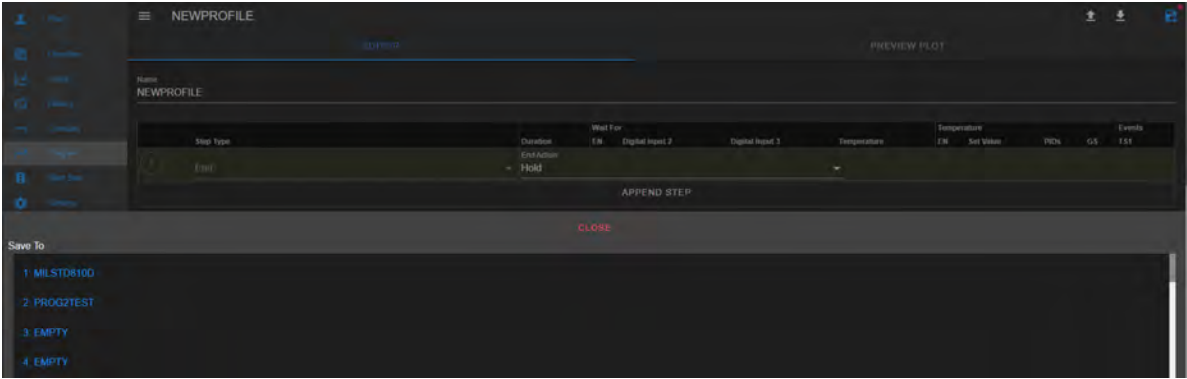 NEWPROFILE
EDITOR PREVIEW PLOT
Name
NEWPROFILE
Wait For Temperature Events
Step Type Duration EN Digital Input 2 Digital Input 3 Temperature EN Set Value PIDs GS
End Action
End Hold
APPEND STEP
CLOSE
Save To
1: MILSTD810D
2: PROG2TEST
3: EMPTY
4: EMPTY